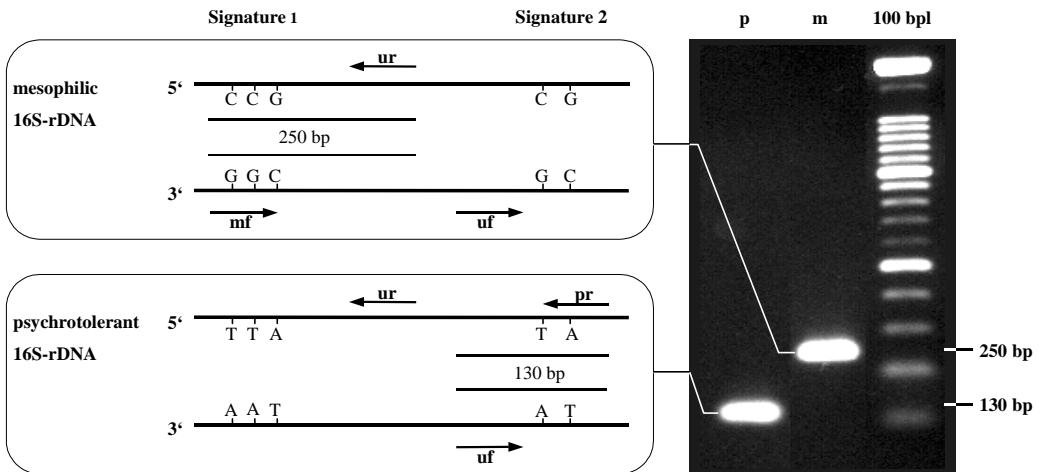 Signature 1 Signature 2 p m 100 bpl
ur
mesophilic 5‘
C C G C G
16S-rDNA
250 bp
G G C C
G C
3‘
mf uf
ur pr
psychrotolerant 5‘
T T A T A
16S-rDNA
250 bp
130 bp
130 bp
A A T A T
3‘
uf